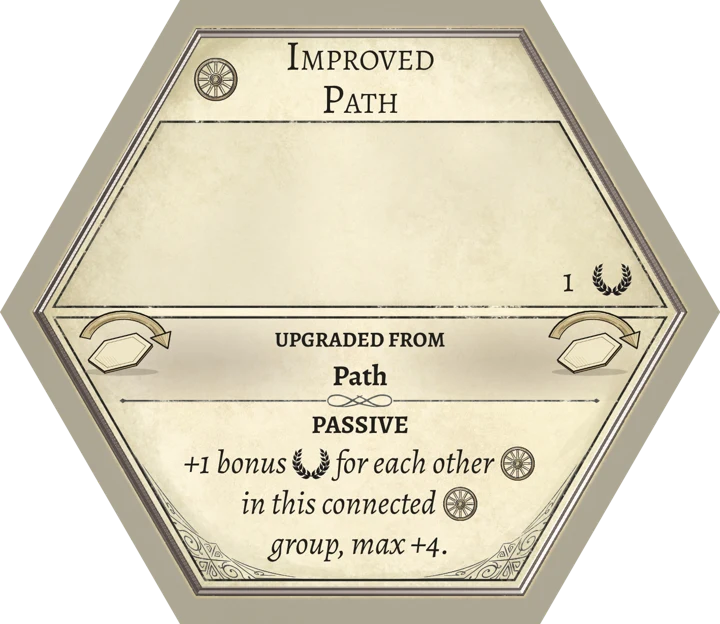 Improved
Path
1
UPGRADED FROM
Path
PASSIVE
+1 bonus for each other
in this connected
group, max +4.